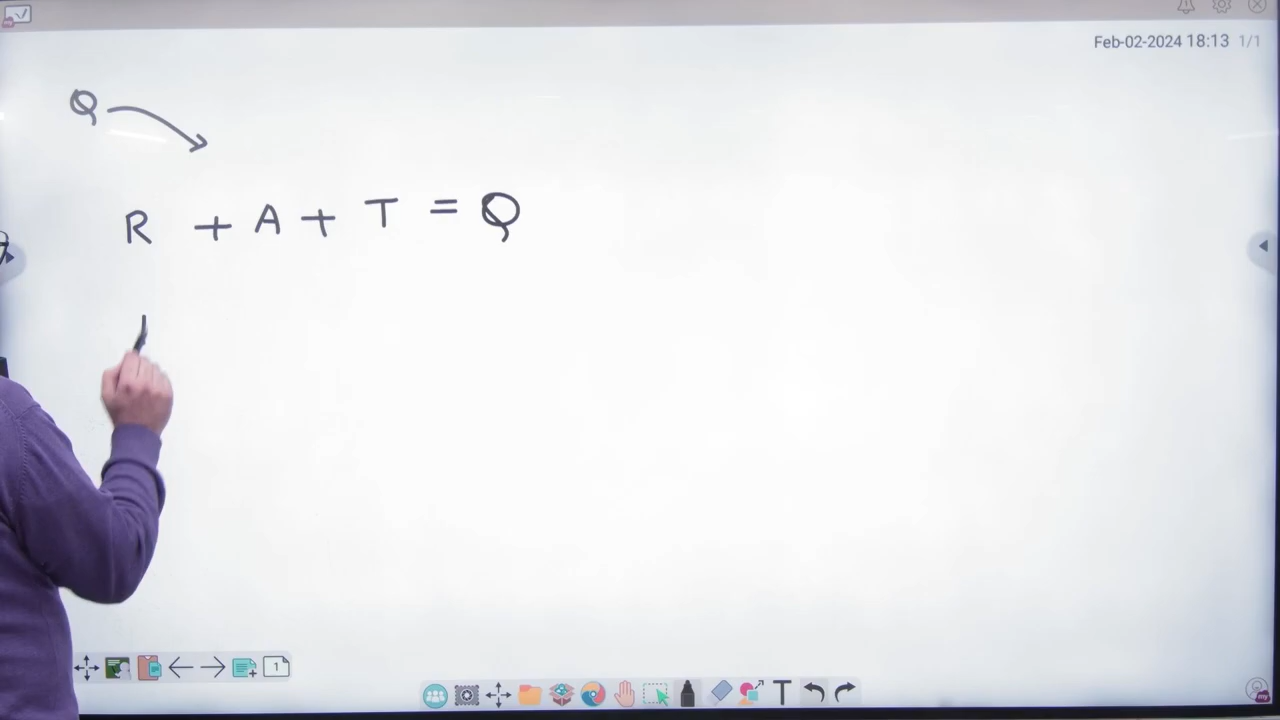 Feb-02-2024 18:13 1/1
Q
R + A + T = Q
1
T